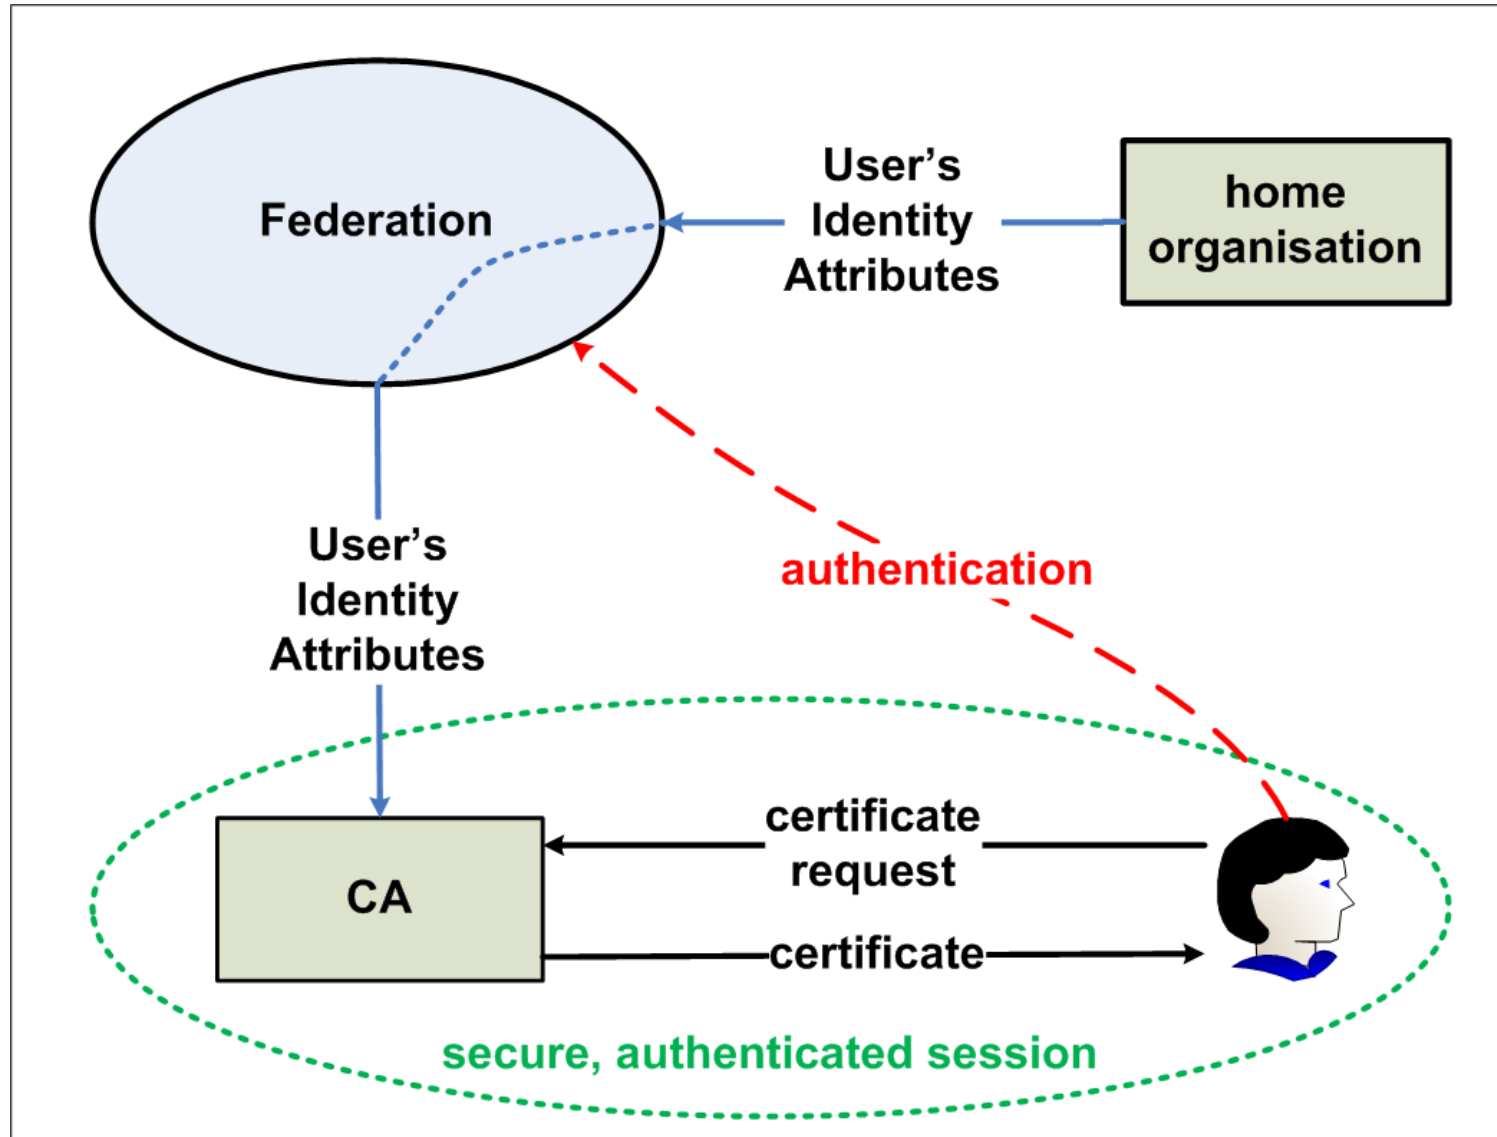 Federation
User's
Identity
Attributes
home
organisation
User's
Identity
Attributes
authentication
certificate
request
CA
certificate
secure, authenticated session